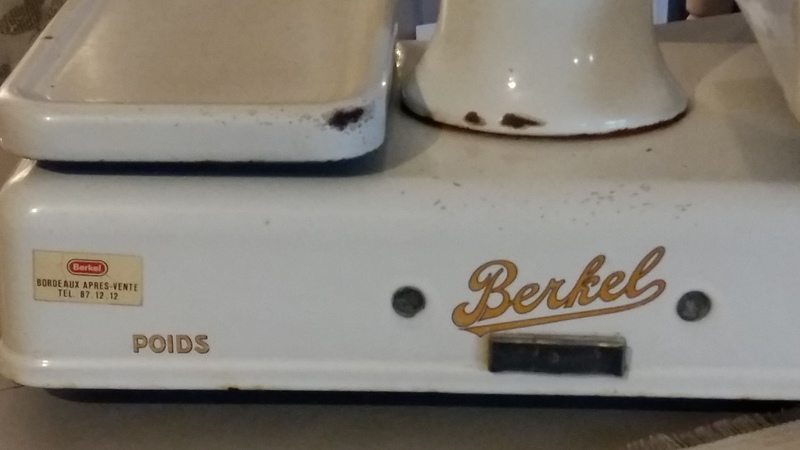 Berkel
BORDEAUX APRES-VENTE
TEL. 87 12 12
POIDS
Berkel